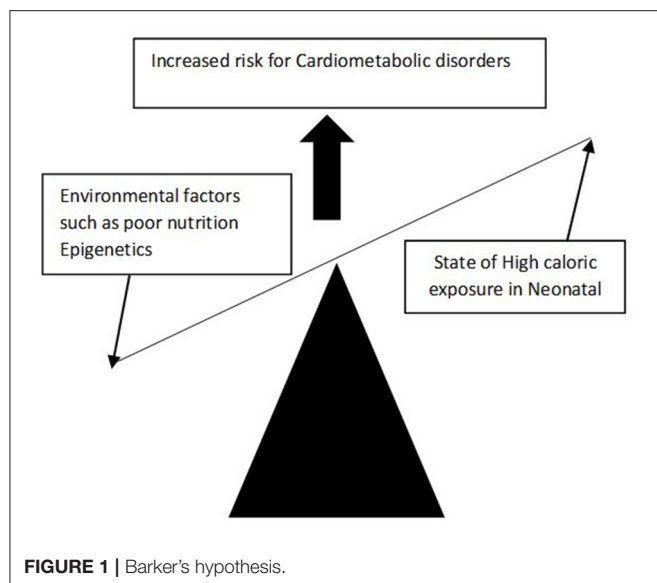 Increased risk for Cardiometabolic disorders
Environmental factors
such as poor nutrition
Epigenetics
State of High caloric
exposure in Neonatal
FIGURE 1 | Barker's hypothesis.